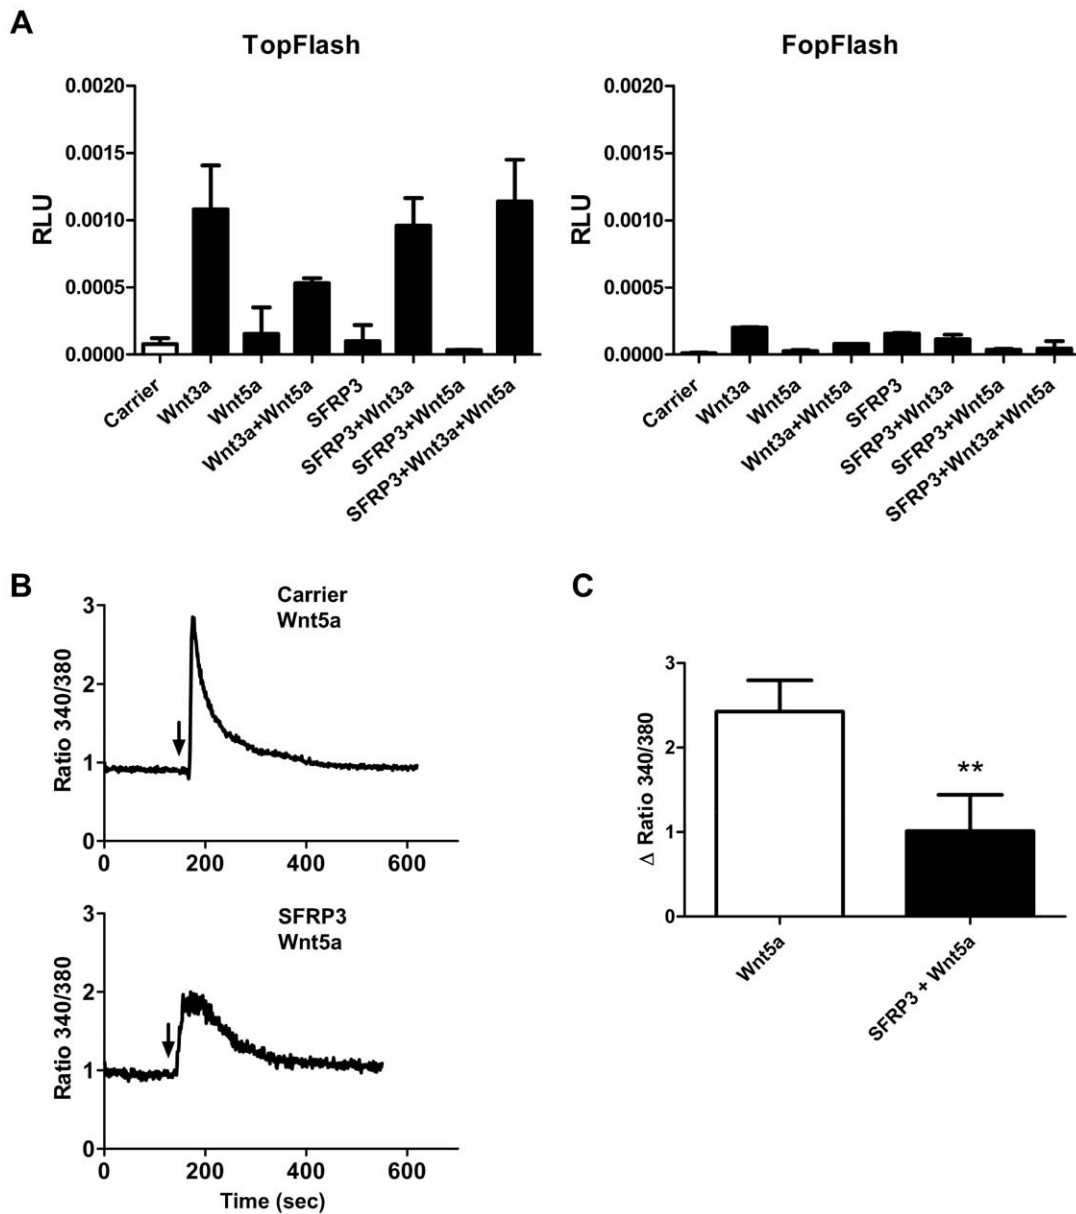 A
TopFlash
FopFlash
RLU
0.0020
0.0015
0.0010
0.0005
0.0000
Carrier
Wnt3a
Wnt5a
Wnt3a+Wnt5a
SFRP3
SFRP3+Wnt3a
SFRP3+Wnt5a
SFRP3+Wnt3a+Wnt5a
RLU
0.0020
0.0015
0.0010
0.0005
0.0000
Carrier
Wnt3a
Wnt5a
Wnt3a+Wnt5a
SFRP3
SFRP3+Wnt3a
SFRP3+Wnt5a
SFRP3+Wnt3a+Wnt5a
B
Carrier
Wnt5a
Ratio 340/380
3
2
1
0
0 200 400 600
SFRP3
Wnt5a
Ratio 340/380
3
2
1
0
0 200 400 600
Time (sec)
C
Δ Ratio 340/380
3
2
1
0
**
Wnt5a
SFRP3 + Wnt5a